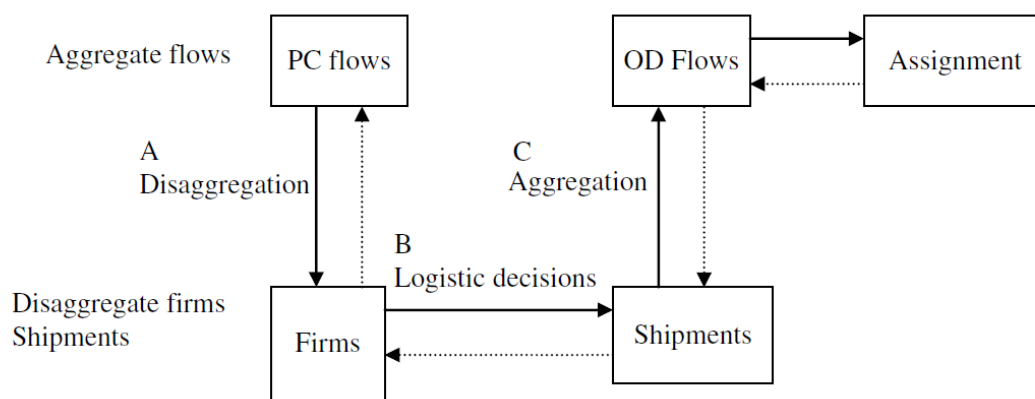 Aggregate flows
PC flows
OD Flows
Assignment
A
Disaggregation
C
Aggregation
B
Logistic decisions
Disaggregate firms
Shipments
Firms
Shipments